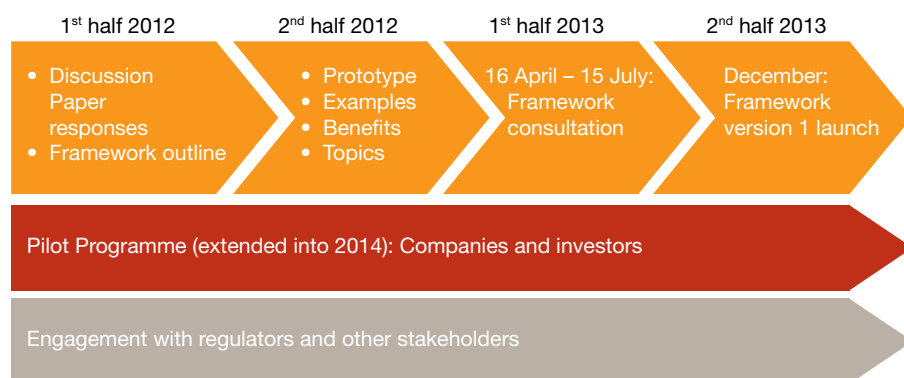 1st half 2012
2nd half 2012
1st half 2013
2nd half 2013
• Discussion
Paper
responses
• Framework outline
• Prototype
• Examples
• Benefits
• Topics
16 April – 15 July:
Framework
consultation
December:
Framework
version 1 launch
Pilot Programme (extended into 2014): Companies and investors
Engagement with regulators and other stakeholders